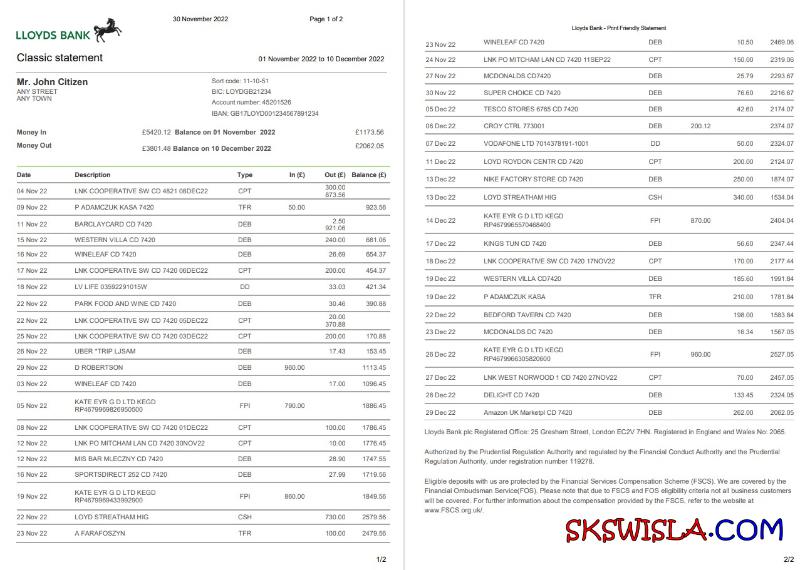 30 November 2022 Page 1 of 2
LLOYDS BANK
Classic statement 01 November 2022 to 10 December 2022
Mr. John Citizen
ANY STREET
ANY TOWN
Sort code: 11-10-51
BIC: LOYDGB21234
Account number: 45201526
IBAN: GB17LOYD001234567891234
Money In £5420.12 Balance on 01 November 2022 £1173.56
Money Out £3801.48 Balance on 10 December 2022 £2062.05
Date Description Type In (£) Out (£) Balance (£)
04 Nov 22 LNK COOPERATIVE SW CD 4821 08DEC22 CPT 300.00
873.56
09 Nov 22 P ADAMCZUK KASA 7420 TFR 50.00 923.56
11 Nov 22 BARCLAYCARD CD 7420 DEB 2.50
921.06
15 Nov 22 WESTERN VILLA CD 7420 DEB 240.00 681.06
16 Nov 22 WINELEAF CD 7420 DEB 26.69 654.37
17 Nov 22 LNK COOPERATIVE SW CD 7420 06DEC22 CPT 200.00 454.37
18 Nov 22 LV LIFE 03592291015W DD 33.03 421.34
22 Nov 22 PARK FOOD AND WINE CD 7420 DEB 30.46 390.88
22 Nov 22 LNK COOPERATIVE SW CD 7420 05DEC22 CPT 20.00
370.88
25 Nov 22 LNK COOPERATIVE SW CD 7420 03DEC22 CPT 200.00 170.88
26 Nov 22 UBER *TRIP LJSAM DEB 17.43 153.45
29 Nov 22 D ROBERTSON DEB 960.00 1113.45
03 Nov 22 WINELEAF CD 7420 DEB 17.00 1096.45
05 Nov 22 KATE EYR G D LTD KEGD
RP4679969826950600 FPI 790.00 1886.45
08 Nov 22 LNK COOPERATIVE SW CD 7420 01DEC22 CPT 100.00 1786.45
12 Nov 22 LNK PO MITCHAM LAN CD 7420 30NOV22 CPT 10.00 1776.45
12 Nov 22 MIS BAR MLECZNY CD 7420 DEB 28.90 1747.55
16 Nov 22 SPORTSDIRECT 252 CD 7420 DEB 27.99 1719.56
19 Nov 22 KATE EYR G D LTD KEGD
RP4679969433992900 FPI 860.00 1849.56
22 Nov 22 LOYD STREATHAM HIG CSH 730.00 2579.56
23 Nov 22 A FARAFOSZYN TFR 100.00 2479.56
1/2
Lloyds Bank - Print Friendly Statement
23 Nov 22 WINELEAF CD 7420 DEB 10.50 2469.06
24 Nov 22 LNK PO MITCHAM LAN CD 7420 11SEP22 CPT 150.00 2319.06
27 Nov 22 MCDONALDS CD7420 DEB 25.79 2293.67
30 Nov 22 SUPER CHOICE CD 7420 DEB 76.60 2216.67
05 Dec 22 TESCO STORES 6765 CD 7420 DEB 42.60 2174.07
06 Dec 22 CROY CTRL 773001 DEB 200.12 2374.07
07 Dec 22 VODAFONE LTD 7014378191-1001 DD 50.00 2324.07
11 Dec 22 LOYD ROYDON CENTR CD 7420 CPT 200.00 2124.07
13 Dec 22 NIKE FACTORY STORE CD 7420 DEB 250.00 1874.07
13 Dec 22 LOYD STREATHAM HIG CSH 340.00 1534.04
14 Dec 22 KATE EYR G D LTD KEGD
RP4679965570468400 FPI 870.00 2404.04
17 Dec 22 KINGS TUN CD 7420 DEB 56.60 2347.44
18 Dec 22 LNK COOPERATIVE SW CD 7420 17NOV22 CPT 170.00 2177.44
19 Dec 22 WESTERN VILLA CD7420 DEB 185.60 1991.84
19 Dec 22 P ADAMCZUK KASA TFR 210.00 1781.84
22 Dec 22 BEDFORD TAVERN CD 7420 DEB 198.00 1583.84
23 Dec 22 MCDONALDS DC 7420 DEB 16.34 1567.05
26 Dec 22 KATE EYR G D LTD KEGD
RP4679966305820600 FPI 960.00 2527.05
27 Dec 22 LNK WEST NORWOOD 1 CD 7420 27NOV22 CPT 70.00 2457.05
28 Dec 22 DELIGHT CD 7420 DEB 133.45 2324.05
29 Dec 22 Amazon UK Marketpl CD 7420 DEB 262.00 2062.05
Lloyds Bank plc Registered Office: 25 Gresham Street, London EC2V 7HN. Registered in England and Wales No: 2065.
Authorized by the Prudential Regulation Authority and regulated by the Financial Conduct Authority and the Prudential
Regulation Authority, under registration number 119278.
Eligible deposits with us are protected by the Financial Services Compensation Scheme (FSCS). We are covered by the
Financial Ombudsman Service(FOS). Please note that due to FSCS and FOS eligibility criteria not all business customers
will be covered. For further information about the compensation provided by the FSCS, refer to the website at
www.FSCS.org.uk/.
SKSWISLA.COM
2/2